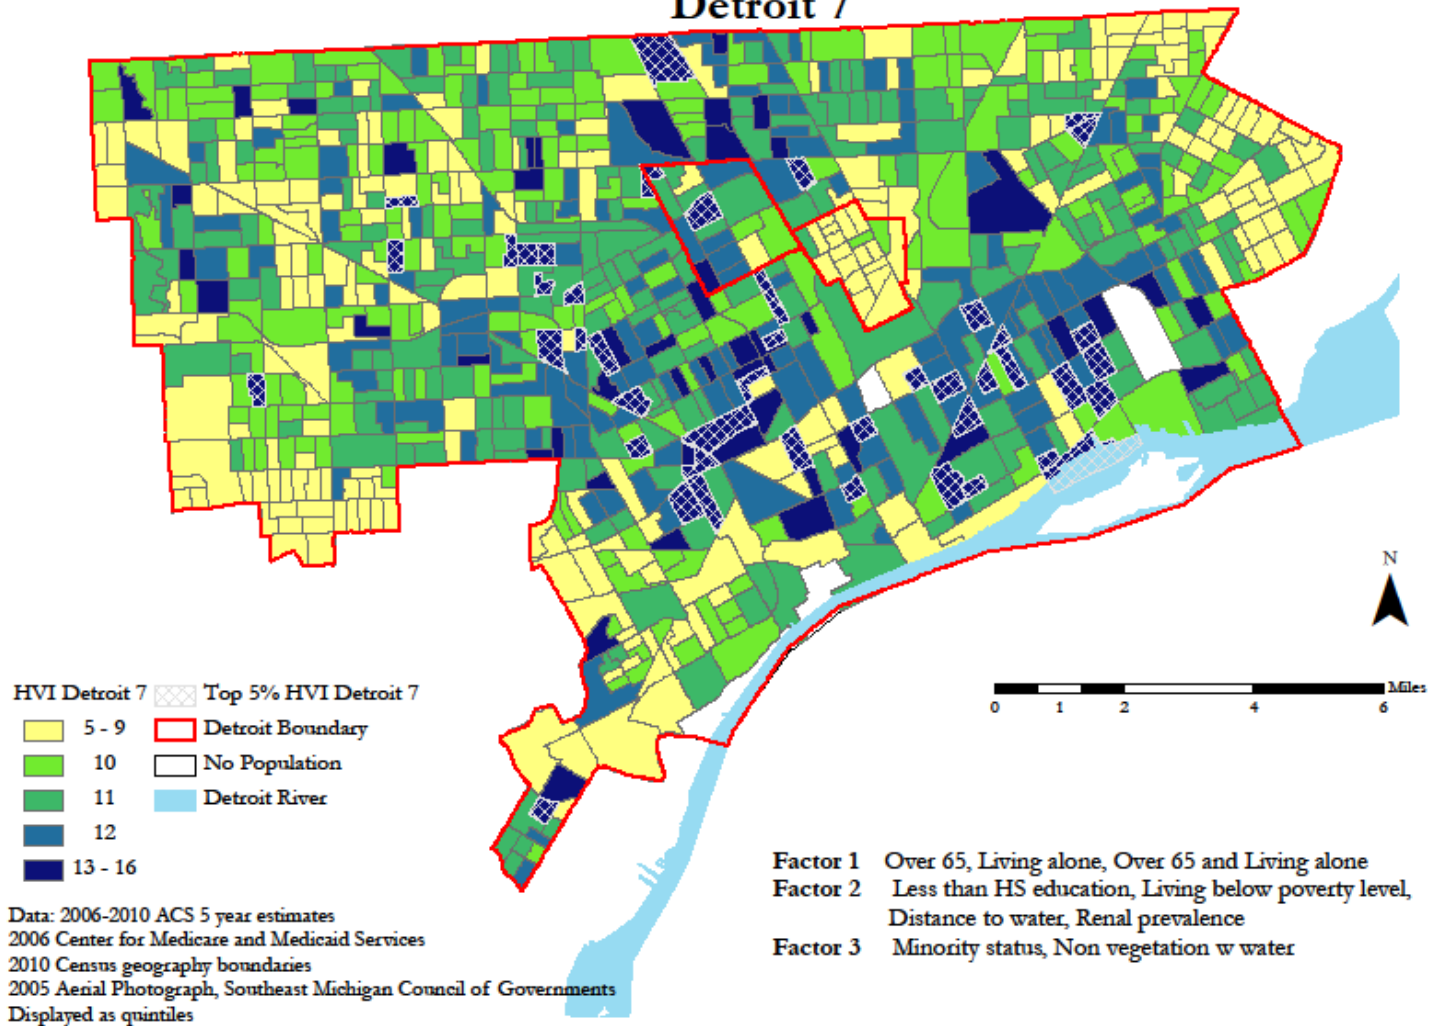 Detroit 7
N
Miles
0 1 2 4 6
HVI Detroit 7 Top 5% HVI Detroit 7
5 - 9 Detroit Boundary
10 No Population
11 Detroit River
12
13 - 16
Factor 1 Over 65, Living alone, Over 65 and Living alone
Factor 2 Less than HS education, Living below poverty level,
Distance to water, Renal prevalence
Factor 3 Minority status, Non vegetation w water
Data: 2006-2010 ACS 5 year estimates
2006 Center for Medicare and Medicaid Services
2010 Census geography boundaries
2005 Aerial Photograph, Southeast Michigan Council of Governments
Displayed as quintiles